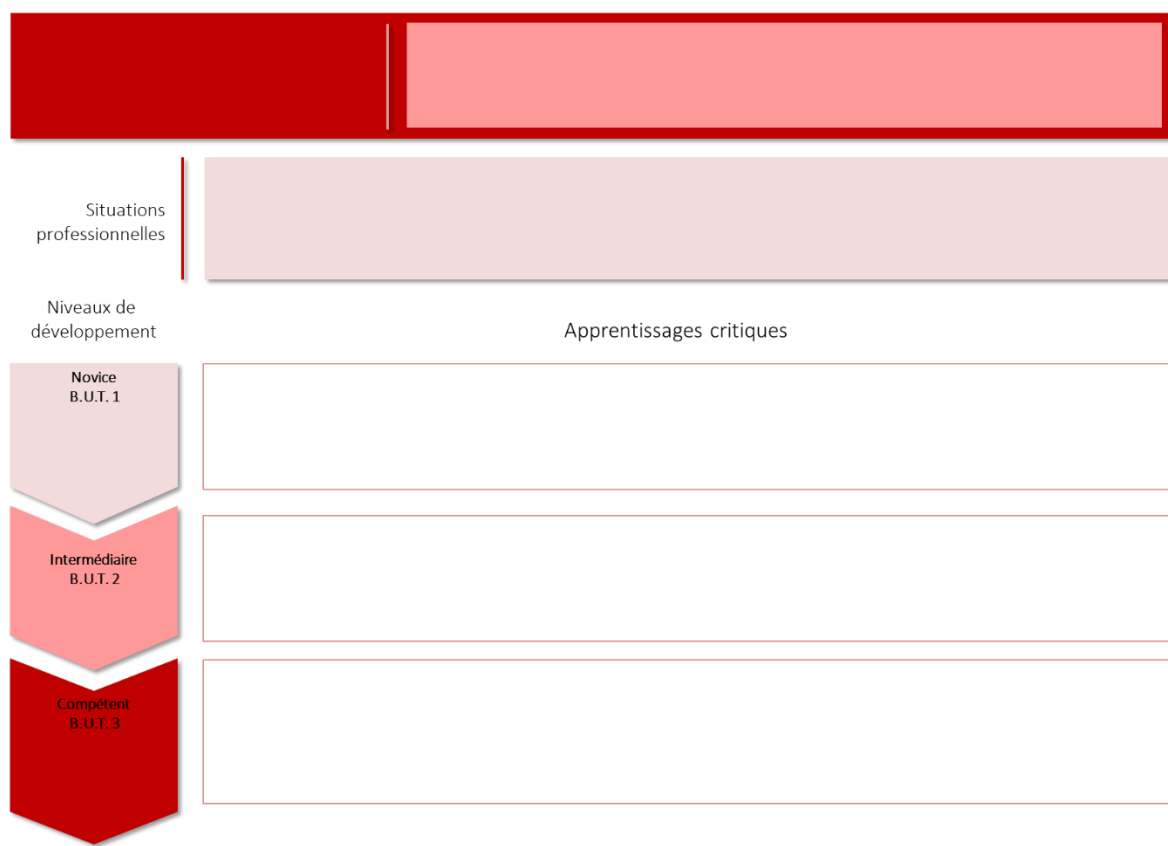 Situations
professionnelles
Niveaux de
développement
Apprentissages critiques
Novice
B.U.T. 1
Intermédiaire
B.U.T. 2
Compétent
B.U.T. 3